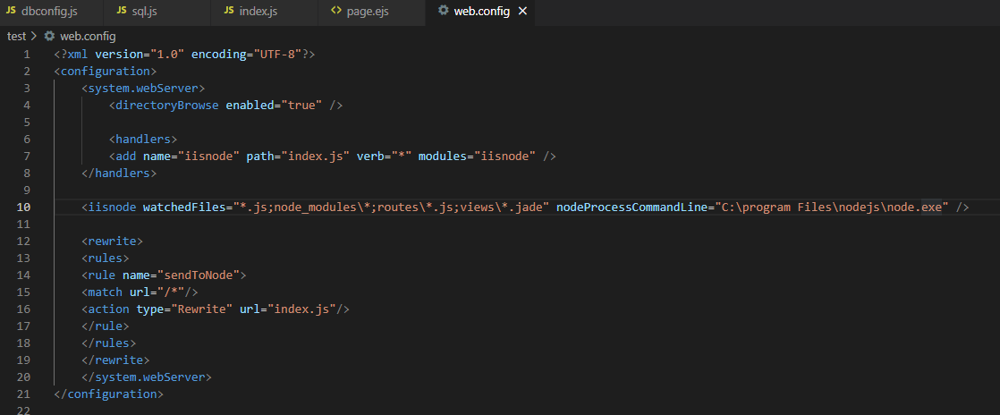 JS dbconfig.js JS sql.js JS index.js <> page.ejs web.config ×
test > web.config
1 <?xml version="1.0" encoding="UTF-8"?>
2 <configuration>
3 <system.webServer>
4 <directoryBrowse enabled="true" />
5
6 <handlers>
7 <add name="iisnode" path="index.js" verb="*" modules="iisnode" />
8 </handlers>
9
10 <iisnode watchedFiles="*.js;node_modules\*;routes\*.js;views\*.jade" nodeProcessCommandLine="C:\program Files\nodejs\node.exe" />
11
12 <rewrite>
13 <rules>
14 <rule name="sendToNode">
15 <match url="/*"/>
16 <action type="Rewrite" url="index.js"/>
17 </rule>
18 </rules>
19 </rewrite>
20 </system.webServer>
21 </configuration>
22